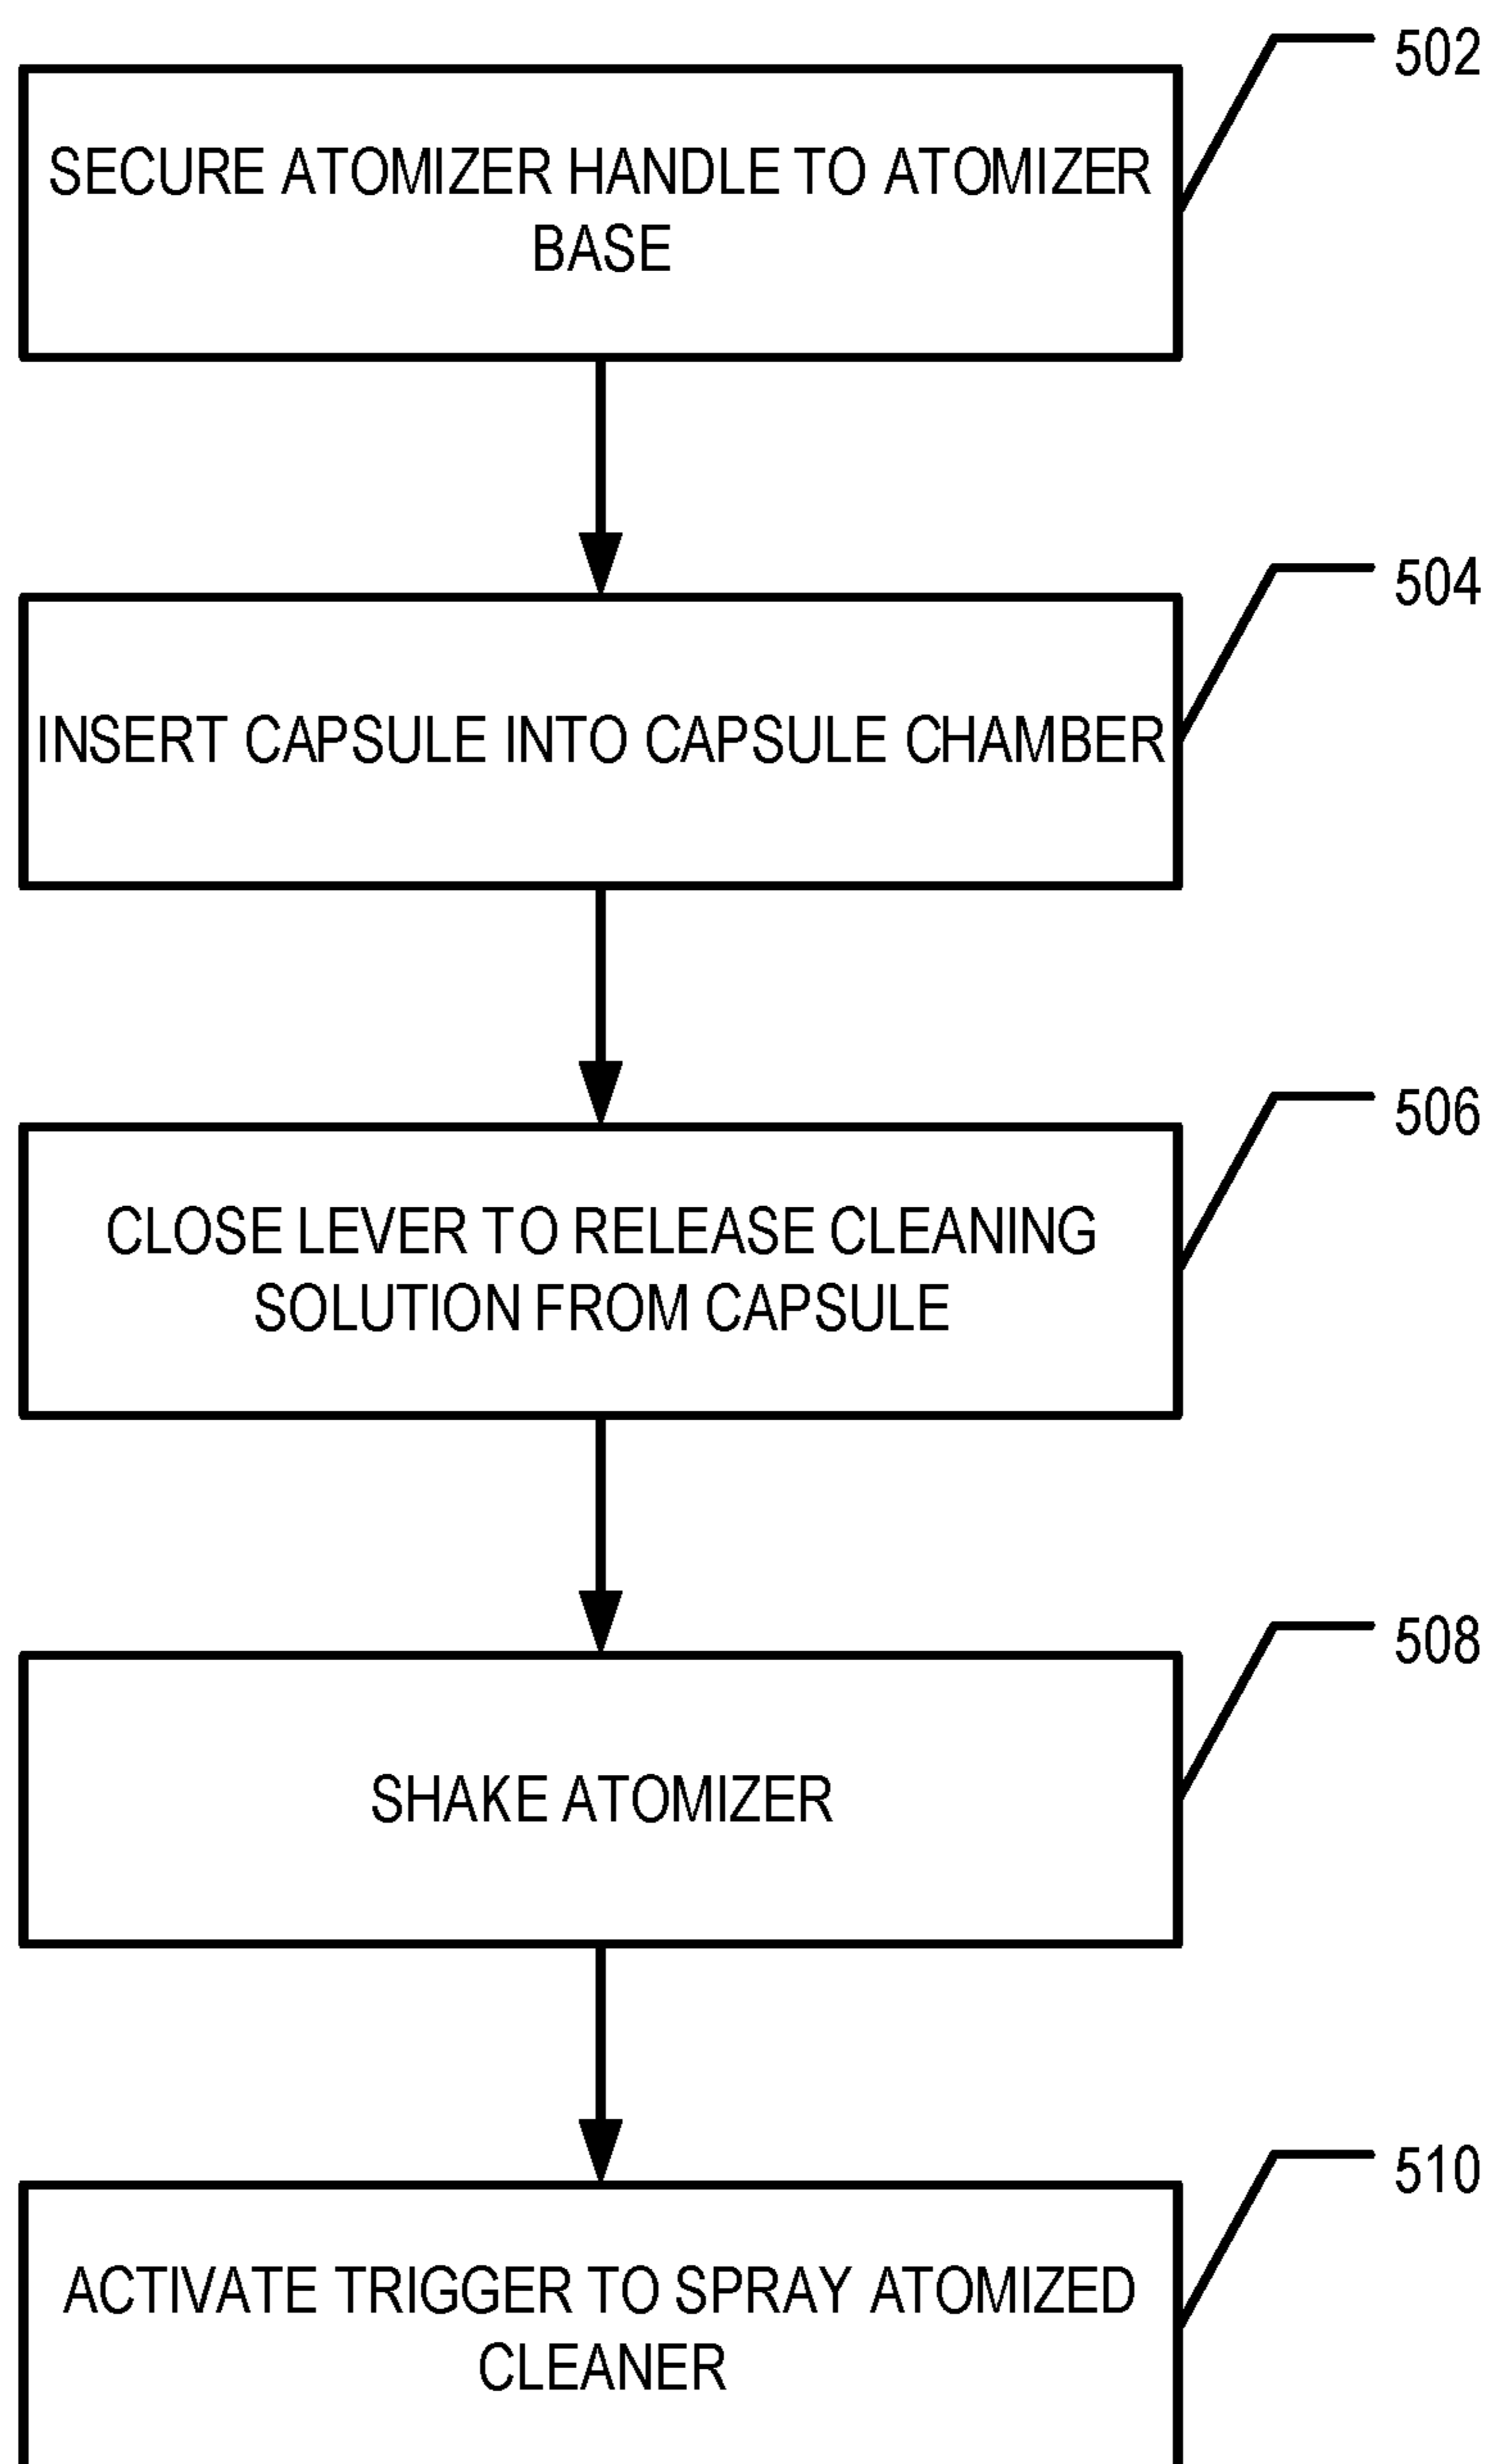 502
SECURE ATOMIZER HANDLE TO ATOMIZER
BASE
504
INSERT CAPSULE INTO CAPSULE CHAMBER
506
CLOSE LEVER TO RELEASE CLEANING
SOLUTION FROM CAPSULE
508
SHAKE ATOMIZER
510
ACTIVATE TRIGGER TO SPRAY ATOMIZED
CLEANER